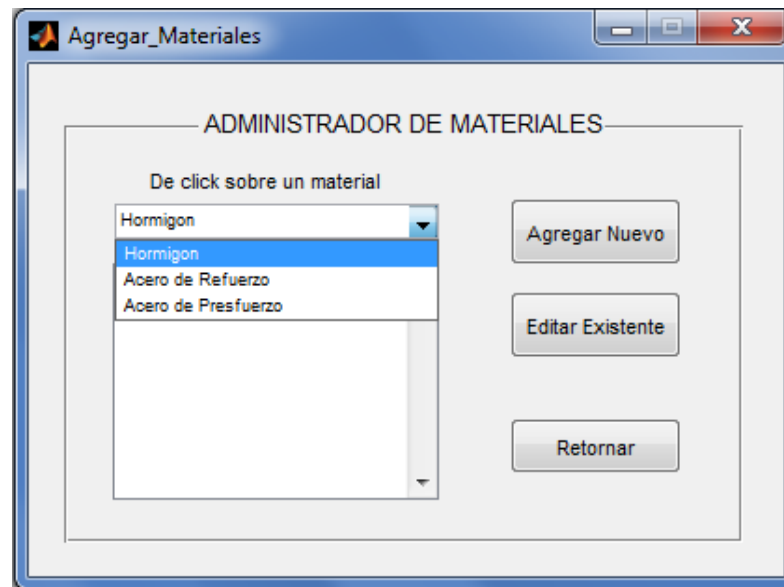 Agregar_Materiales
ADMINISTRADOR DE MATERIALES
De click sobre un material
Hormigon
Hormigon
Acero de Refuerzo
Acero de Presfuerzo
Agregar Nuevo
Editar Existente
Retornar